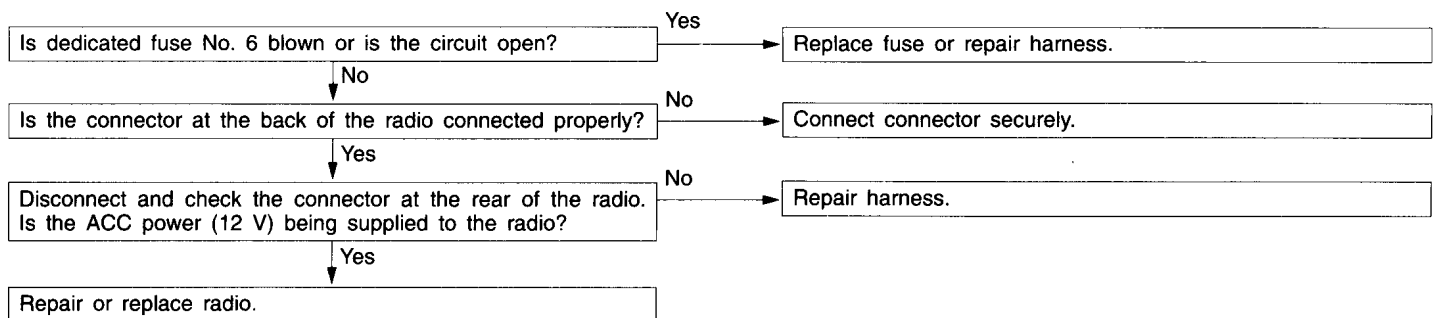 Is dedicated fuse No. 6 blown or is the circuit open?
Yes
Replace fuse or repair harness.
No
Is the connector at the back of the radio connected properly?
No
Connect connector securely.
Yes
Disconnect and check the connector at the rear of the radio.
Is the ACC power (12 V) being supplied to the radio?
No
Repair harness.
Yes
Repair or replace radio.